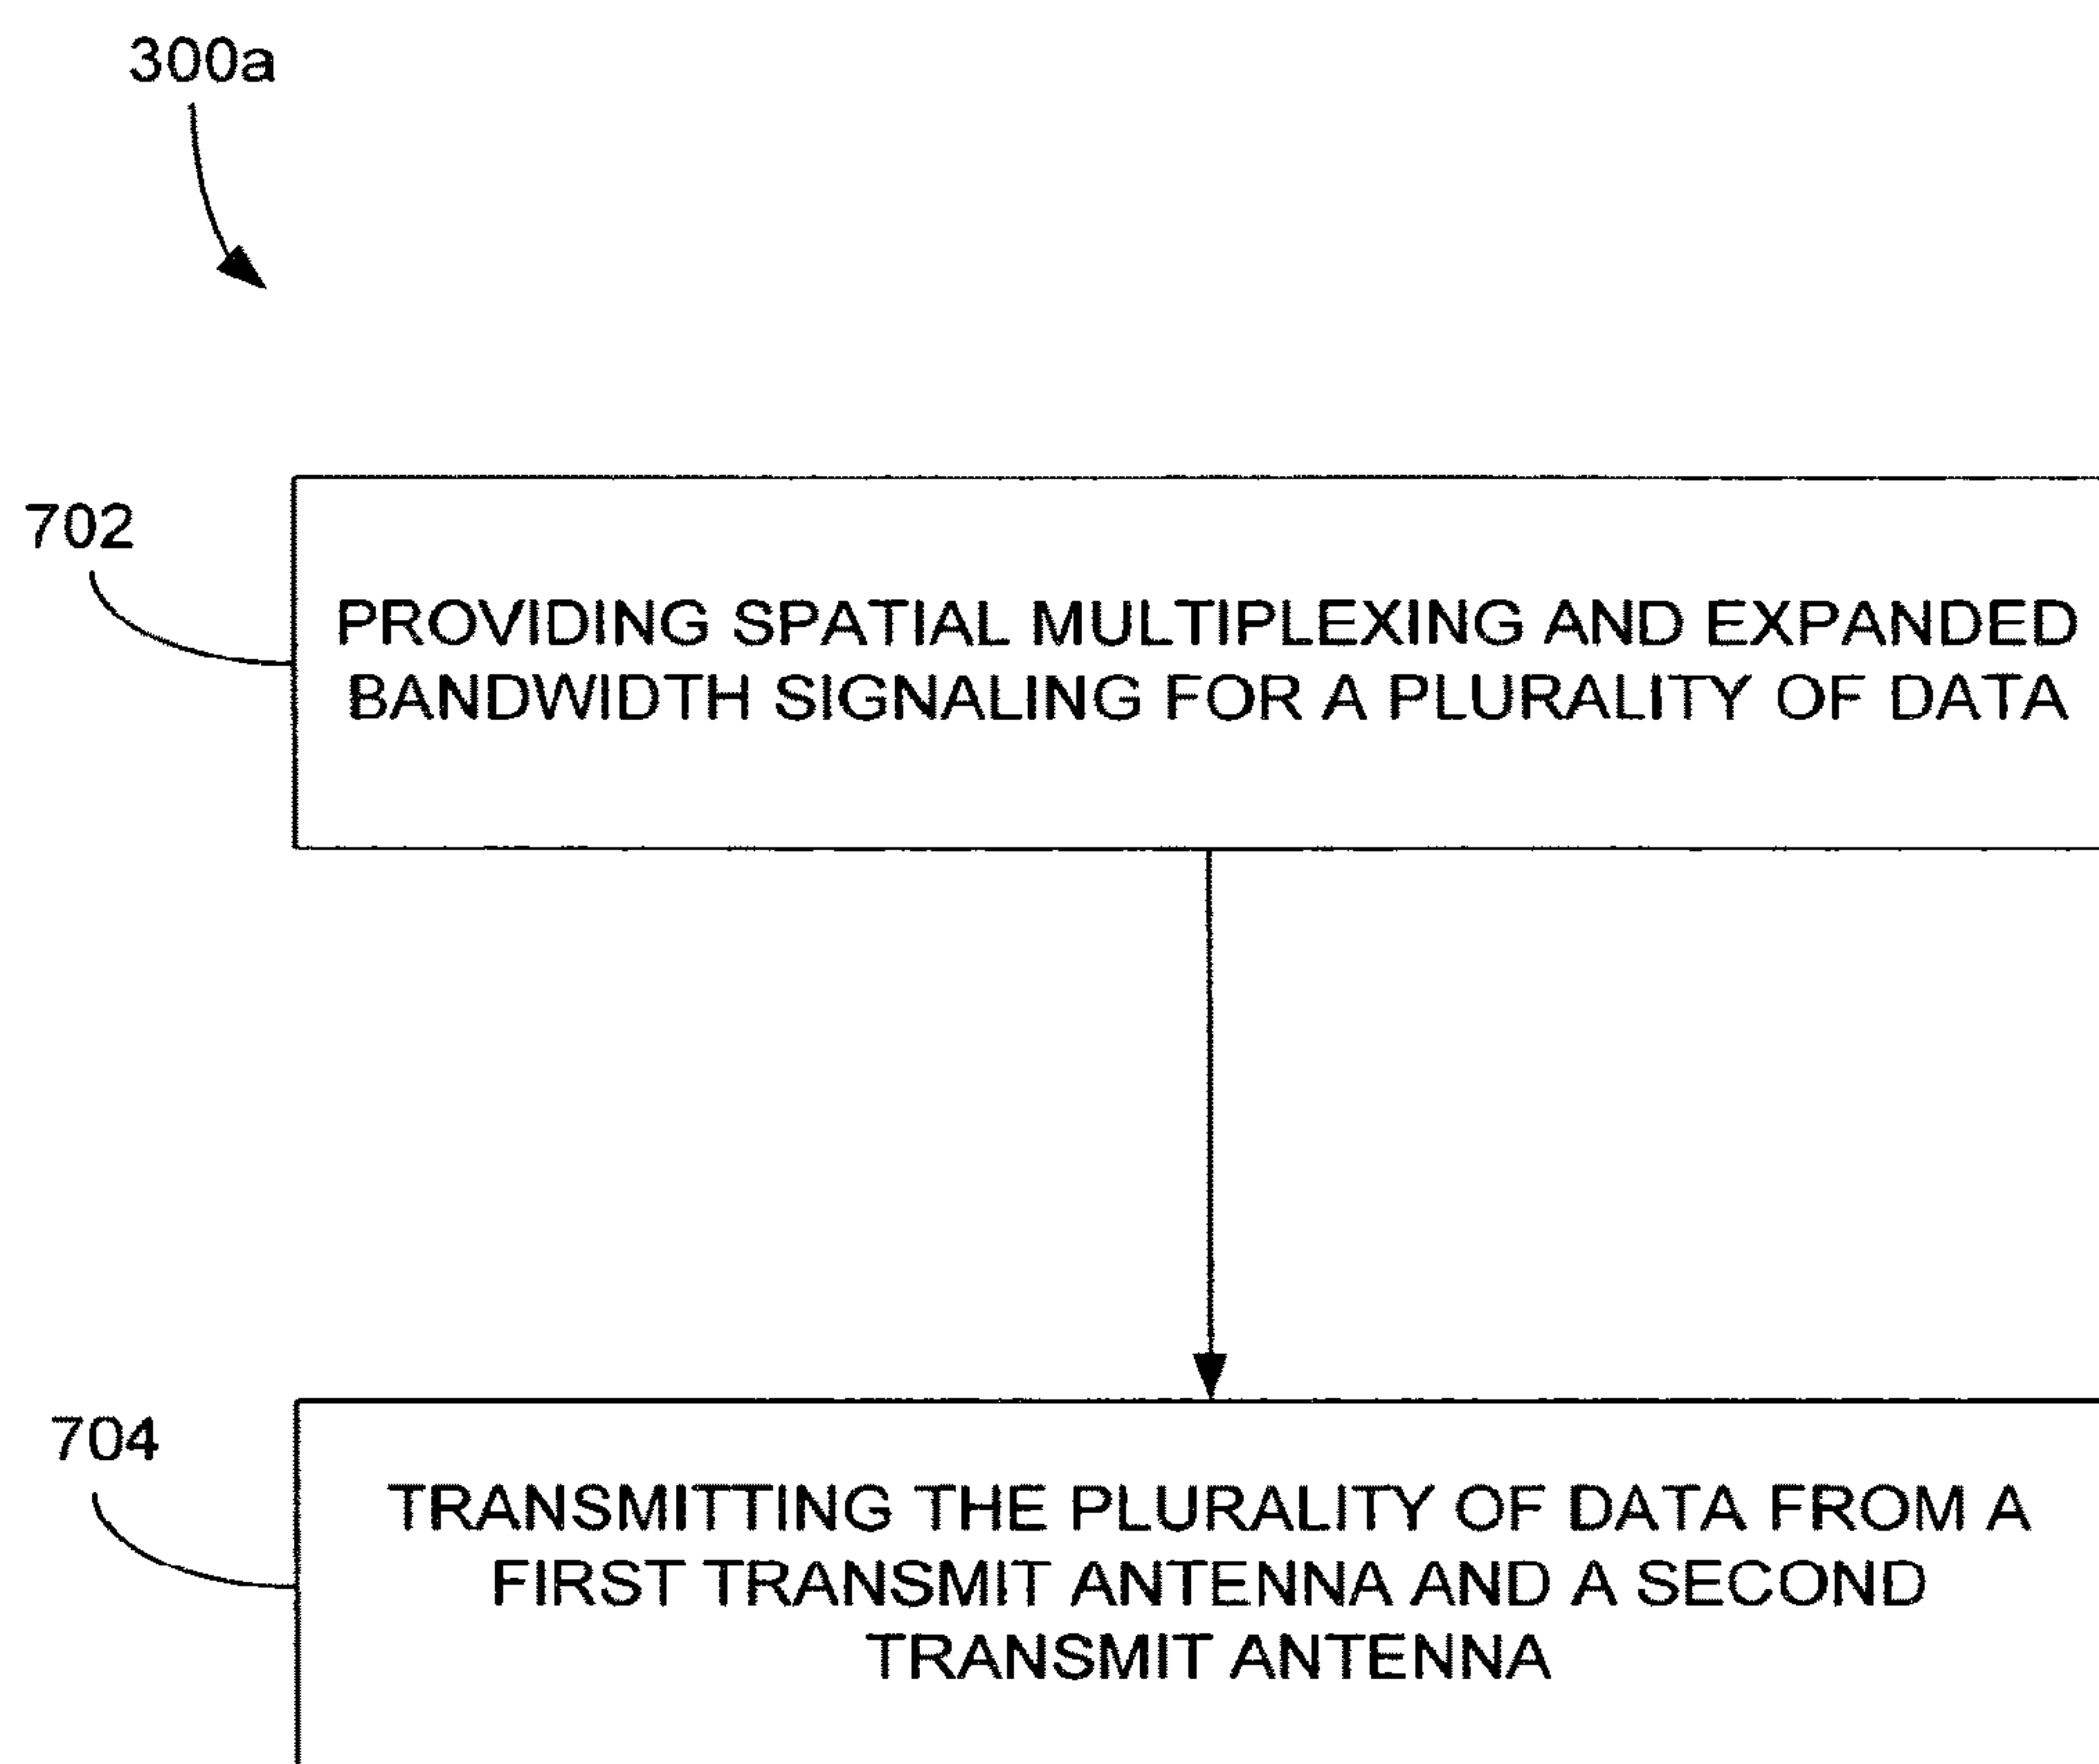 300a
702
PROVIDING SPATIAL MULTIPLEXING AND EXPANDED
BANDWIDTH SIGNALING FOR A PLURALITY OF DATA
704
TRANSMITTING THE PLURALITY OF DATA FROM A
FIRST TRANSMIT ANTENNA AND A SECOND
TRANSMIT ANTENNA